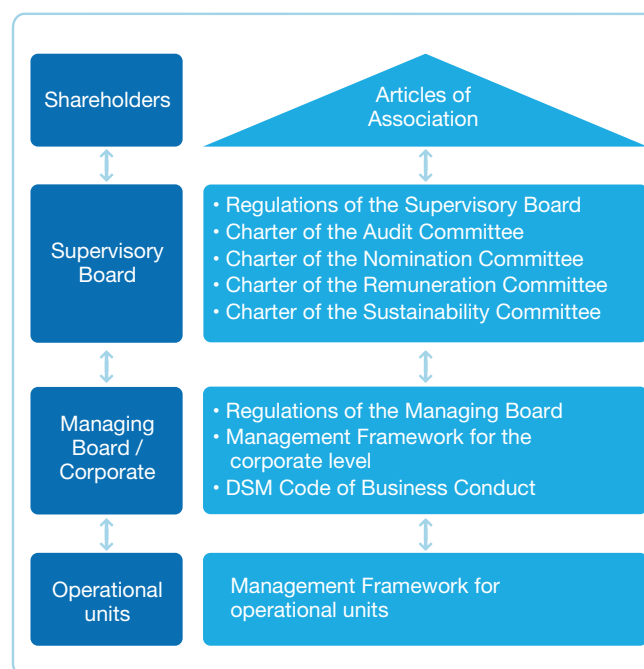 Shareholders
Articles of
Association
Supervisory
Board
• Regulations of the Supervisory Board
• Charter of the Audit Committee
• Charter of the Nomination Committee
• Charter of the Remuneration Committee
• Charter of the Sustainability Committee
Managing
Board /
Corporate
• Regulations of the Managing Board
• Management Framework for the
corporate level
• DSM Code of Business Conduct
Operational
units
Management Framework for
operational units